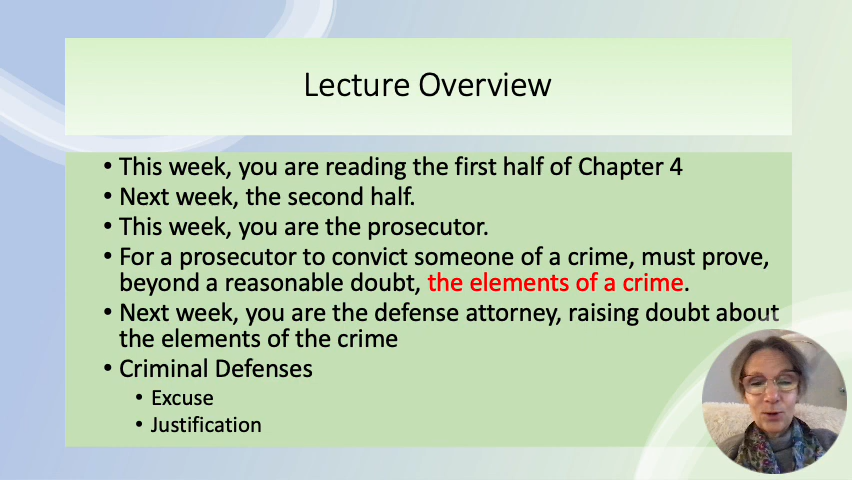 Lecture Overview
• This week, you are reading the first half of Chapter 4
• Next week, the second half.
• This week, you are the prosecutor.
• For a prosecutor to convict someone of a crime, must prove,
beyond a reasonable doubt, the elements of a crime.
• Next week, you are the defense attorney, raising doubt about
the elements of the crime
• Criminal Defenses
• Excuse
• Justification